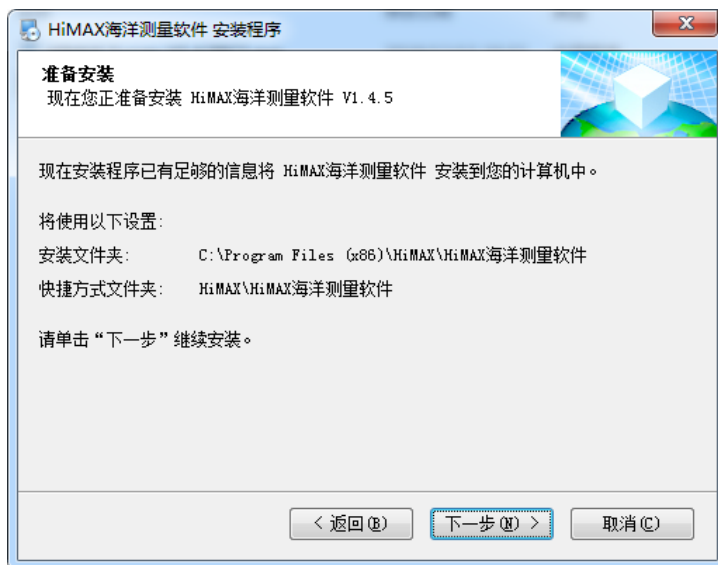 HiMAX海洋测量软件 安装程序
准备安装
现在您正准备安装 HiMAX海洋测量软件 V1.4.5
现在安装程序已有足够的信息将 HiMAX海洋测量软件 安装到您的计算机中。
将使用以下设置:
安装文件夹: C:\Program Files (x86)\HiMAX\HiMAX海洋测量软件
快捷方式文件夹: HiMAX\HiMAX海洋测量软件
请单击“下一步”继续安装。
< 返回(B) 下一步(N) > 取消(C)